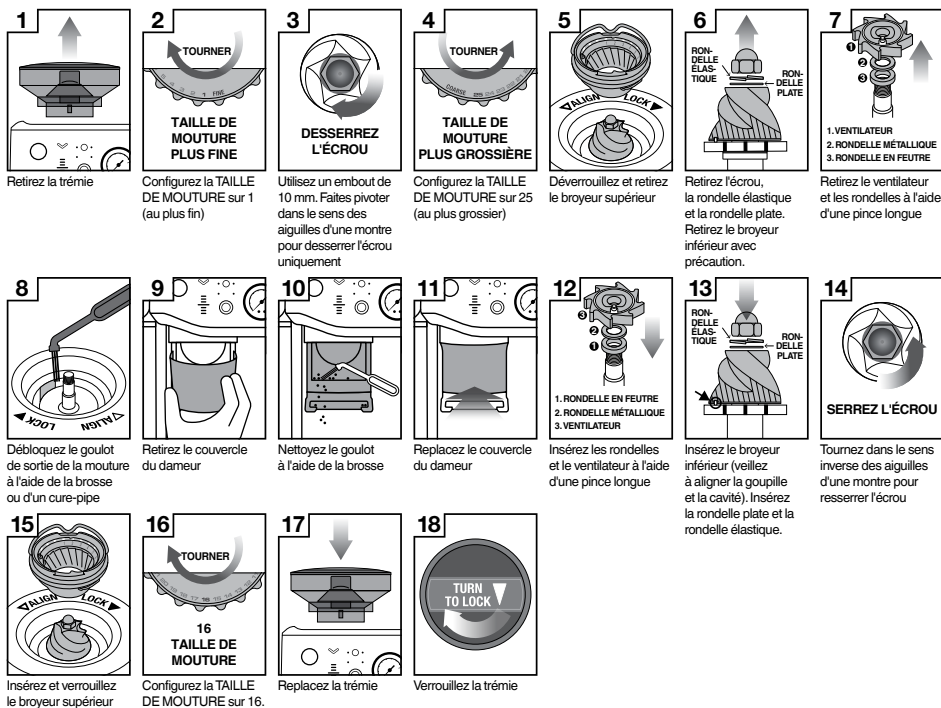 1
Retirez la trémie
2
TOURNER
4 3 2 1 FINE
TAILLE DE
MOUTURE
PLUS FINE
Configurez la TAILLE
DE MOUTURE sur 1
(au plus fin)
3
DESSERREZ
L'ÉCROU
Utilisez un embout de
10 mm. Faites pivoter
dans le sens des
aiguilles d'une montre
pour desserrer l'écrou
uniquement
4
TOURNER
COARSE 25 24 23 22 21
TAILLE DE
MOUTURE
PLUS GROSSIÈRE
Configurez la TAILLE
DE MOUTURE sur 25
(au plus grossier)
5
ALIGN LOCK
Déverrouillez et retirez
le broyeur supérieur
6
RON-
DELLE
ÉLAS-
TIQUE
RON-
DELLE
PLATE
Retirez l'écrou,
la rondelle élastique
et la rondelle plate.
Retirez le broyeur
inférieur avec
précaution.
7
1
2
3
1. VENTILATEUR
2. RONDELLE MÉTALLIQUE
3. RONDELLE EN FEUTRE
Retirez le ventilateur
et les rondelles à l'aide
d'une pince longue
8
LOCK ALIGN
Débloquez le goulot
de sortie de la mouture
à l'aide de la brosse
ou d'un cure-pipe
9
Retirez le couvercle
du dameur
10
Nettoyez le goulot
à l'aide de la brosse
11
Replacez le couvercle
du dameur
12
3
2
1
1. RONDELLE EN FEUTRE
2. RONDELLE MÉTALLIQUE
3. VENTILATEUR
Insérez les rondelles
et le ventilateur à l'aide
d'une pince longue
13
RON-
DELLE
ÉLAS-
TIQUE
RON-
DELLE
PLATE
Insérez le broyeur
inférieur (veillez
à aligner la goupille
et la cavité). Insérez
la rondelle plate et la
rondelle élastique.
14
SERREZ L'ÉCROU
Tournez dans le sens
inverse des aiguilles
d'une montre pour
resserrer l'écrou
15
ALIGN LOCK
Insérez et verrouillez
le broyeur supérieur
16
TOURNER
16
TAILLE DE
MOUTURE
Configurez la TAILLE
DE MOUTURE sur 16.
17
Replacez la trémie
18
TURN
TO LOCK
Verrouillez la trémie